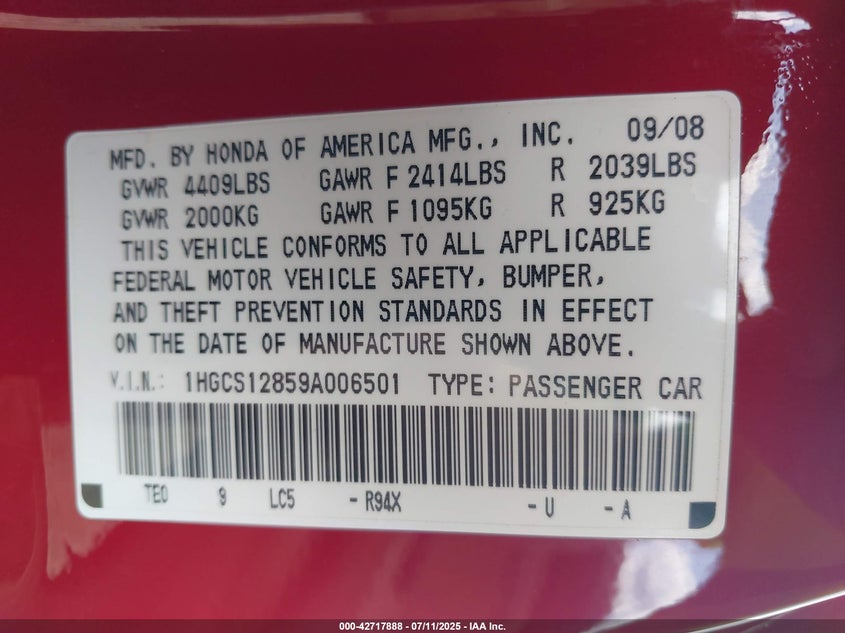 MFD. BY HONDA OF AMERICA MFG., INC. 09/08
GVWR 4409LBS GAWR F 2414LBS R 2039LBS
GVWR 2000KG GAWR F 1095KG R 925KG
THIS VEHICLE CONFORMS TO ALL APPLICABLE
FEDERAL MOTOR VEHICLE SAFETY, BUMPER,
AND THEFT PREVENTION STANDARDS IN EFFECT
ON THE DATE OF MANUFACTURE SHOWN ABOVE.
V.I.N.: 1HGCS12859A006501 TYPE: PASSENGER CAR
TE0 9 LC5 - R94X - U - A
000-42717888 - 07/11/2025 - IAA Inc.